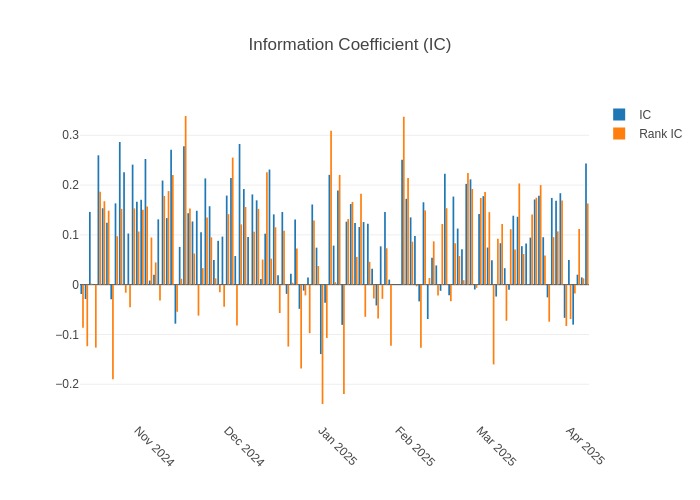 Information Coefficient (IC)
IC
Rank IC
0.3
0.2
0.1
0
−0.1
−0.2
Nov 2024
Dec 2024
Jan 2025
Feb 2025
Mar 2025
Apr 2025